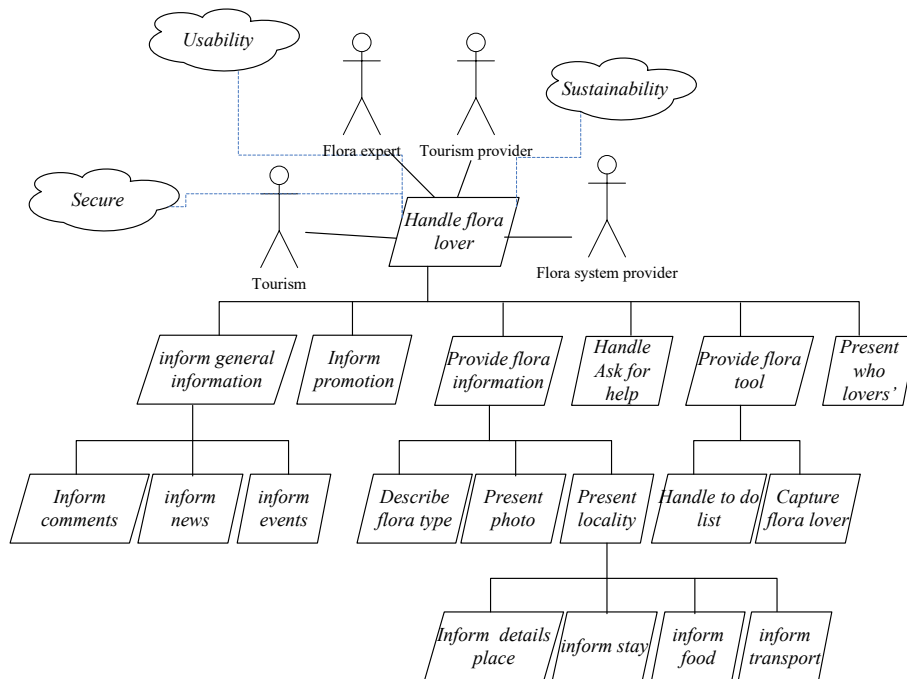 Usability
Sustainability
Flora expert
Tourism provider
Secure
Handle flora
lover
Tourism
Flora system provider
inform general
information
Inform
promotion
Provide flora
information
Handle
Ask for
help
Provide flora
tool
Present
who
lovers’
Inform
comments
inform
news
inform
events
Describe
flora type
Present
photo
Present
locality
Handle to do
list
Capture
flora lover
Inform details
place
inform stay
inform
food
inform
transport